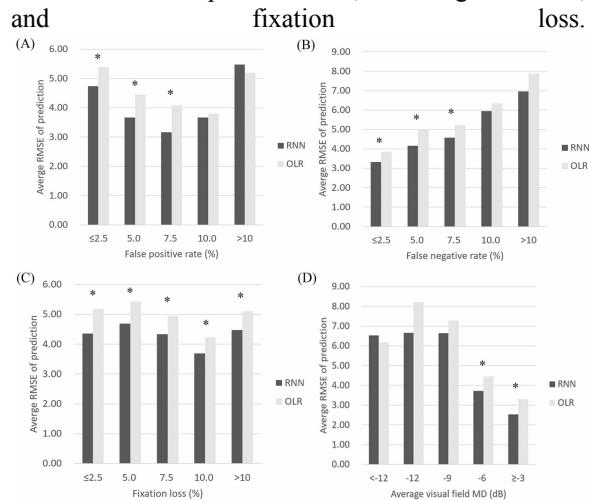 and fixation loss.
(A)
*
*
*
6.00
5.00
4.00
3.00
2.00
1.00
0.00
Averge RMSE of prediction
≤2.5 5.0 7.5 10.0 >10
False positive rate (%)
RNN
OLR
(B)
*
*
*
9.00
8.00
7.00
6.00
5.00
4.00
3.00
2.00
1.00
0.00
Averge RMSE of prediction
≤2.5 5.0 7.5 10.0 >10
False negative rate (%)
RNN
OLR
(C)
*
*
*
*
*
6.00
5.00
4.00
3.00
2.00
1.00
0.00
Averge RMSE of prediction
≤2.5 5.0 7.5 10.0 >10
Fixation loss (%)
RNN
OLR
(D)
*
*
9.00
8.00
7.00
6.00
5.00
4.00
3.00
2.00
1.00
0.00
Averge RMSE of prediction
<-12 -12 -9 -6 ≥-3
Average visual field MD (dB)
RNN
OLR